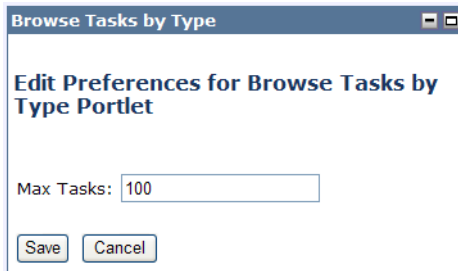 Browse Tasks by Type
Edit Preferences for Browse Tasks by
Type Portlet
Max Tasks: 100
Save Cancel